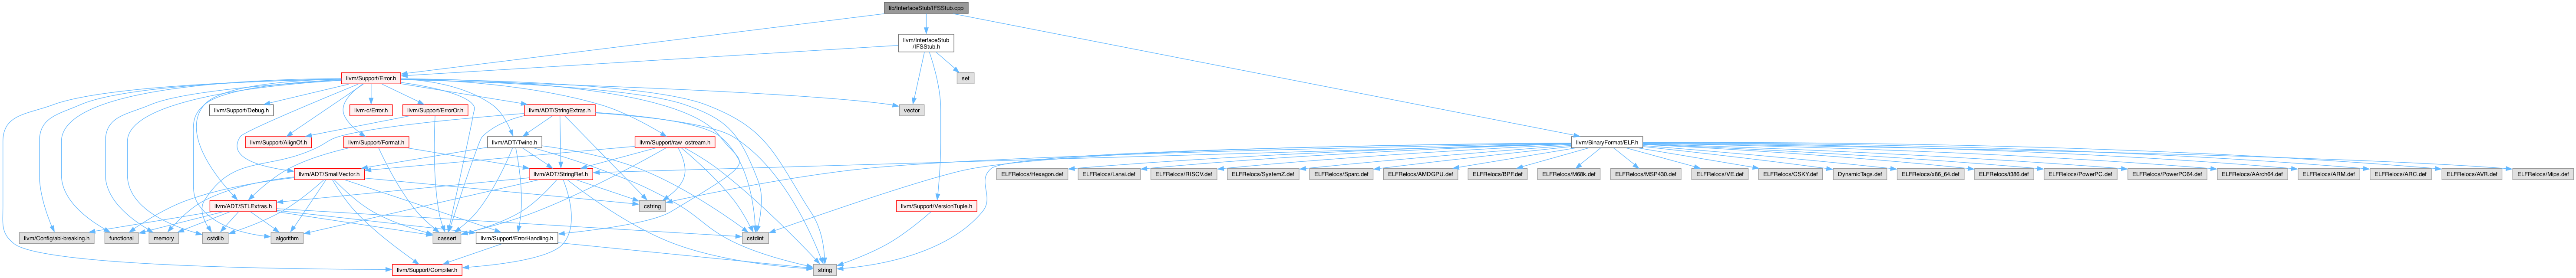 lib/InterfaceStub/IFSStub.cpp
llvm/InterfaceStub
/IFSStub.h
llvm/Support/Error.h
set
llvm/Support/Debug.h
llvm-c/Error.h
llvm/Support/ErrorOr.h
llvm/ADT/StringExtras.h
vector
llvm/Support/AlignOf.h
llvm/Support/Format.h
llvm/ADT/Twine.h
llvm/Support/raw_ostream.h
llvm/BinaryFormat/ELF.h
llvm/ADT/SmallVector.h
llvm/ADT/StringRef.h
ELFRelocs/Hexagon.def
ELFRelocs/Lanai.def
ELFRelocs/RISCV.def
ELFRelocs/SystemZ.def
ELFRelocs/Sparc.def
ELFRelocs/AMDGPU.def
ELFRelocs/BPF.def
ELFRelocs/M68k.def
ELFRelocs/MSP430.def
ELFRelocs/VE.def
ELFRelocs/CSKY.def
DynamicTags.def
ELFRelocs/x86_64.def
ELFRelocs/i386.def
ELFRelocs/PowerPC.def
ELFRelocs/PowerPC64.def
ELFRelocs/AArch64.def
ELFRelocs/ARM.def
ELFRelocs/ARC.def
ELFRelocs/AVR.def
ELFRelocs/Mips.def
llvm/ADT/STLExtras.h
cstring
llvm/Support/VersionTuple.h
llvm/Config/abi-breaking.h
functional
memory
cstdlib
algorithm
cassert
llvm/Support/ErrorHandling.h
cstdint
llvm/Support/Compiler.h
string